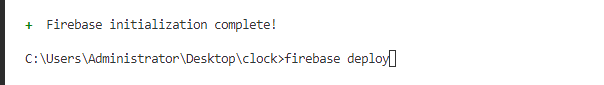 +  Firebase initialization complete!
C:\Users\Administrator\Desktop\clock>firebase deploy